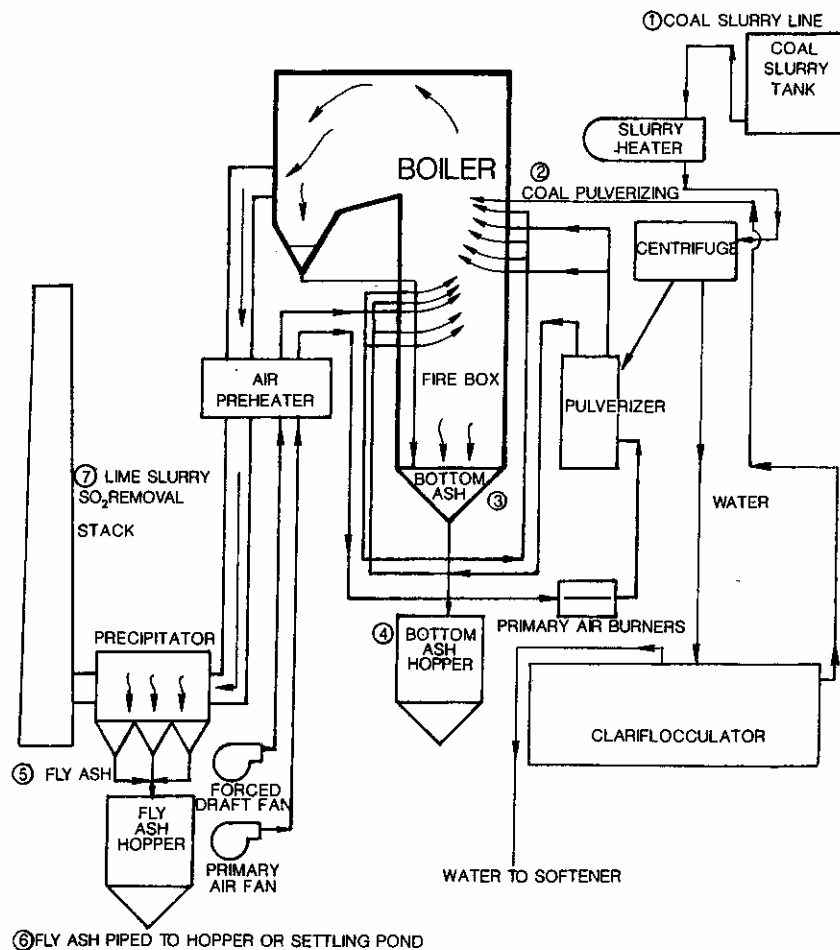 ① COAL SLURRY LINE
COAL
SLURRY
TANK
SLURRY
-HEATER
BOILER
②
COAL PULVERIZING
CENTRIFUGE
AIR
PREHEATER
FIRE BOX
PULVERIZER
⑦ LIME SLURRY
SO₂REMOVAL
STACK
BOTTOM
ASH
③
WATER
PRECIPITATOR
④
BOTTOM
ASH
HOPPER
PRIMARY AIR BURNERS
CLARIFLOCCULATOR
⑤ FLY ASH
FORCED
DRAFT FAN
FLY
ASH
HOPPER
PRIMARY
AIR FAN
WATER TO SOFTENER
⑥FLY ASH PIPED TO HOPPER OR SETTLING POND